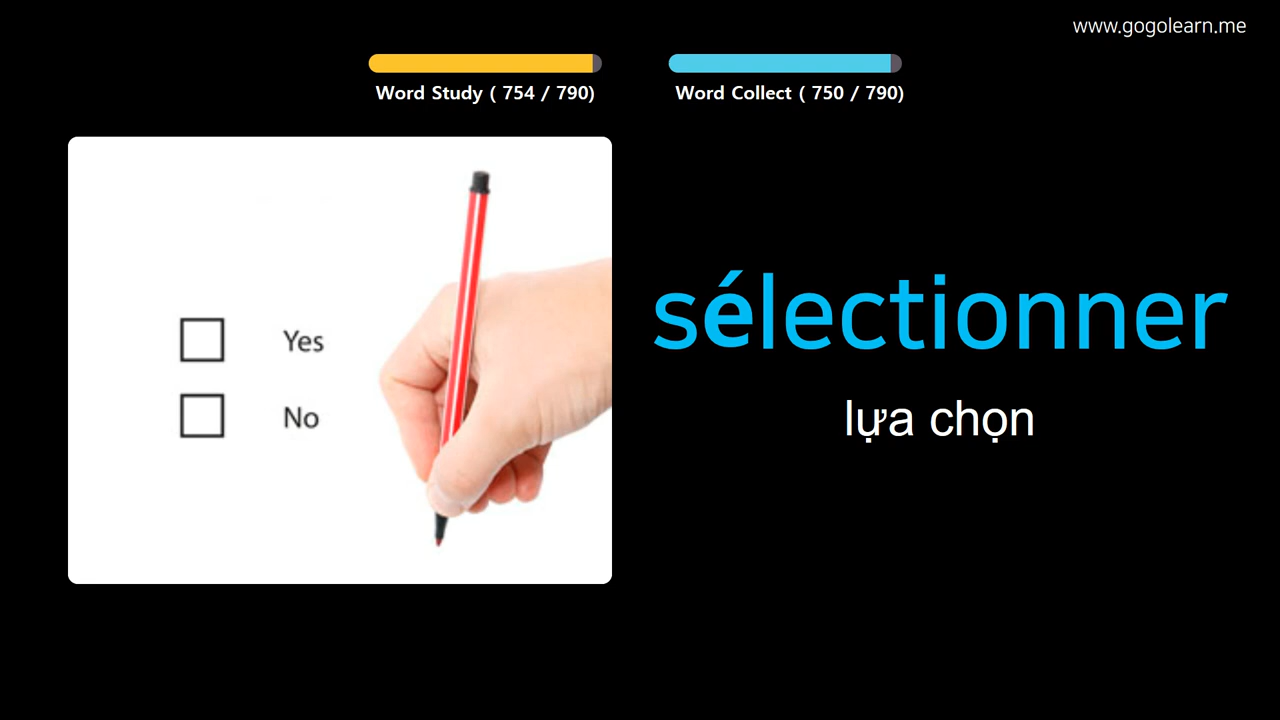 www.gogolearn.me
Word Study ( 754 / 790)
Word Collect ( 750 / 790)
Yes
No
sélectionner
lựa chọn